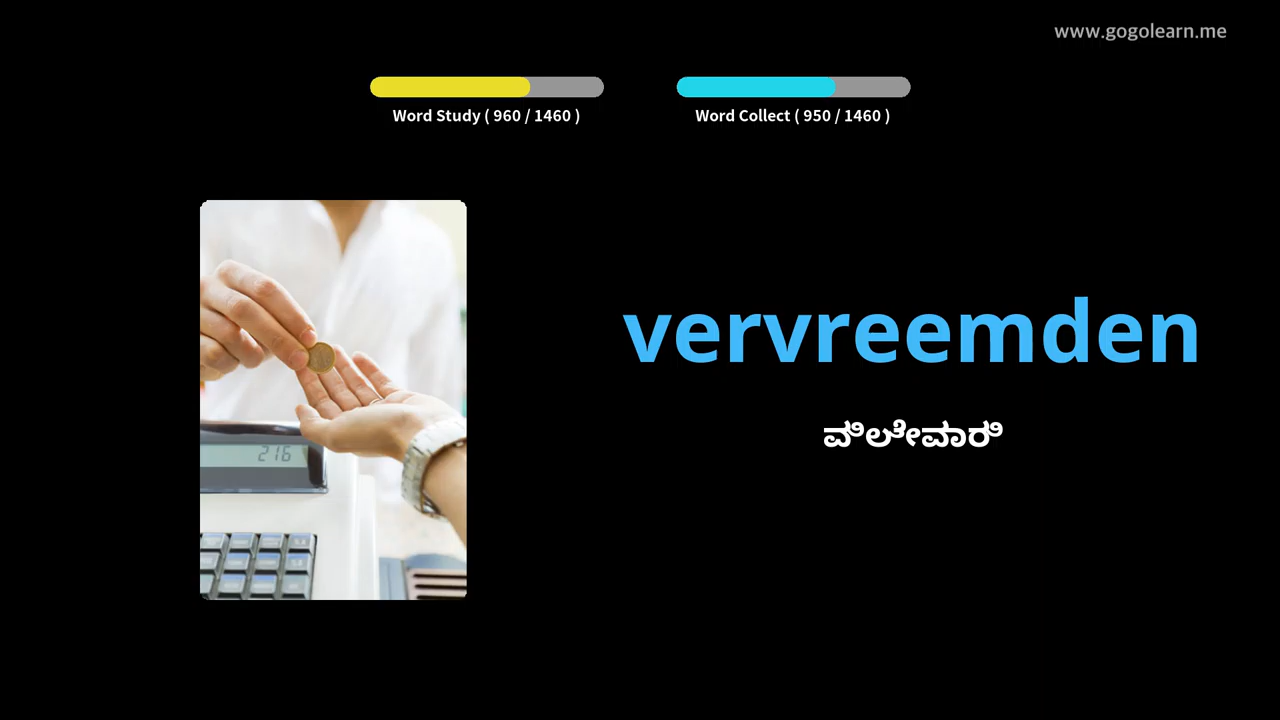 www.gogolearn.me
Word Study ( 960 / 1460 )
Word Collect ( 950 / 1460 )
216
vervreemden
ವಿಲೇವಾರಿ